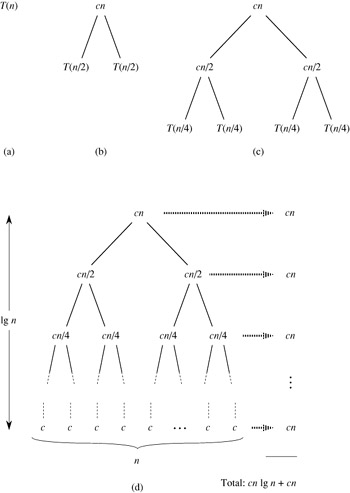 T(n) cn cn
cn/2 cn/2
T(n/2) T(n/2)
T(n/4) T(n/4) T(n/4) T(n/4)
(a) (b) (c)
cn cn
cn/2 cn/2 cn
lg n
cn/4 cn/4 cn/4 cn/4 cn
⋮
c c c c c … c c cn
n
Total: cn lg n + cn
(d)